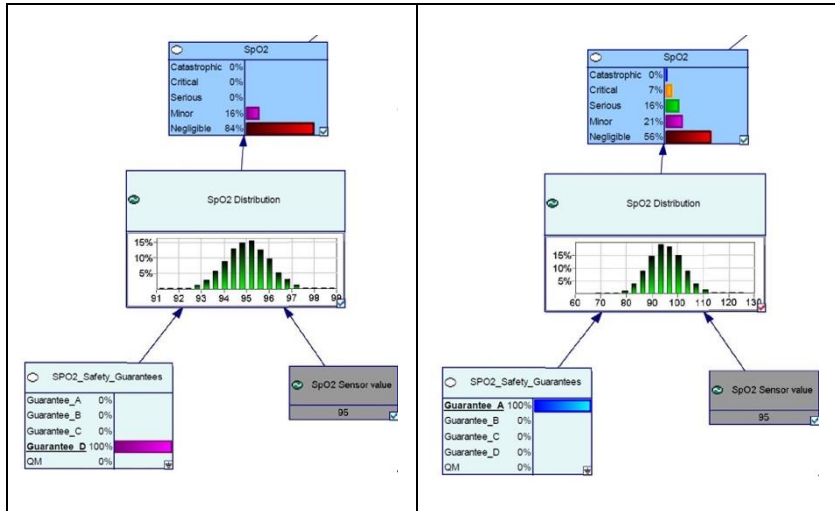 SpO2
Catastrophic 0%
Critical 0%
Serious 0%
Minor 16%
Negligible 84%
SpO2 Distribution
15%
10%
5%
91 92 93 94 95 96 97 98 99
SPO2_Safety_Guarantees
Guarantee_A 0%
Guarantee_B 0%
Guarantee_C 0%
Guarantee_D 100%
QM 0%
SpO2 Sensor value
95
SpO2
Catastrophic 0%
Critical 7%
Serious 16%
Minor 21%
Negligible 56%
SpO2 Distribution
15%
10%
5%
60 70 80 90 100 110 120 130
SPO2_Safety_Guarantees
Guarantee_A 100%
Guarantee_B 0%
Guarantee_C 0%
Guarantee_D 0%
QM 0%
SpO2 Sensor value
95